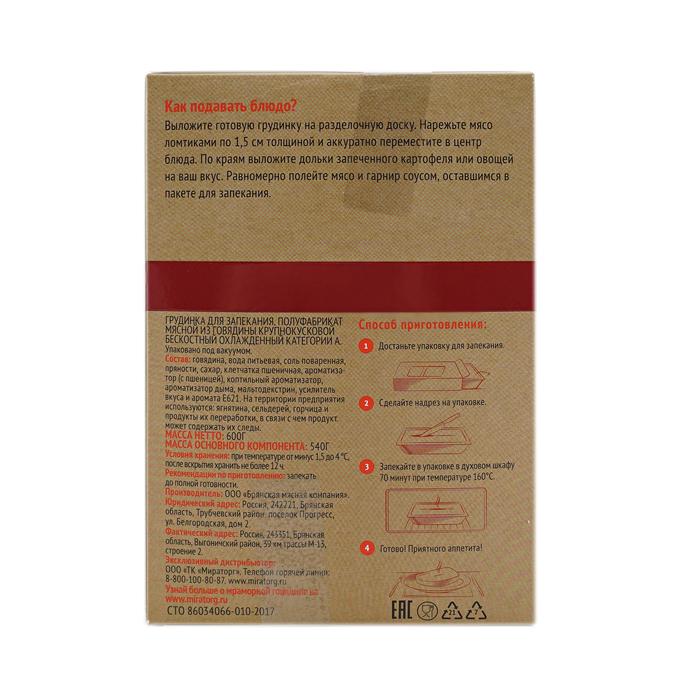 Как подавать блюдо?
Выложите готовую грудинку на разделочную доску. Нарежьте мясо
ломтиками по 1,5 см толщиной и аккуратно переместите в центр
блюда. По краям выложите дольки запеченного картофеля или овощей
на ваш вкус. Равномерно полейте мясо и гарнир соусом, оставшимся в
пакете для запекания.
ГРУДИНКА ДЛЯ ЗАПЕКАНИЯ. ПОЛУФАБРИКАТ
МЯСНОЙ ИЗ ГОВЯДИНЫ КРУПНОКУСКОВОЙ
БЕСКОСТНЫЙ ОХЛАЖДЕННЫЙ КАТЕГОРИИ А.
Упаковано под вакуумом.
Состав: говядина, вода питьевая, соль поваренная,
пряности, сахар, клетчатка пшеничная, ароматиза-
тор (с пшеницей), коптильный ароматизатор,
ароматизатор дыма, мальтодекстрин, усилитель
вкуса и аромата Е621. На территории предприятия
используются: ягнятина, сельдерей, горчица и
продукты их переработки, в связи с чем продукт
может содержать их следы.
МАССА НЕТТО: 600Г
МАССА ОСНОВНОГО КОМПОНЕНТА: 540Г
Условия хранения: при температуре от минус 1,5 до 4 °С,
после вскрытия хранить не более 12 ч.
Рекомендации по приготовлению: запекать
до полной готовности.
Производитель: ООО «Брянская мясная компания».
Юридический адрес: Россия, 242221, Брянская
область, Трубчевский район, поселок Прогресс,
ул. Белгородская, дом 2.
Фактический адрес: Россия, 243351, Брянская
область, Выгоничский район, 39 км трассы М-13,
строение 2.
Эксклюзивный дистрибьютор:
ООО «ТК «Мираторг». Телефон горячей линии:
8-800-100-80-87. www.miratorg.ru
Узнай больше о мраморной говядине на
www.miratorg.ru
СТО 86034066-010-2017
Способ приготовления:
1 Достаньте упаковку для запекания.
2 Сделайте надрез на упаковке.
3 Запекайте в упаковке в духовом шкафу
70 минут при температуре 160°С.
4 Готово! Приятного аппетита!
ЕАС 21 7